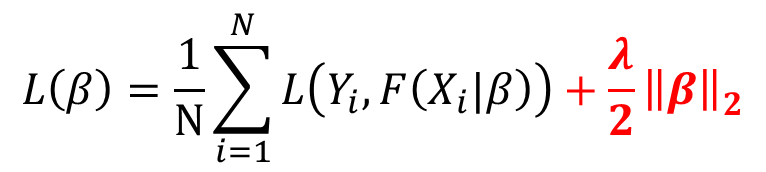 L(β) = 1/N ∑_{i=1}^{N} L(Y_i, F(X_i|β)) + λ/2 ‖β‖_2